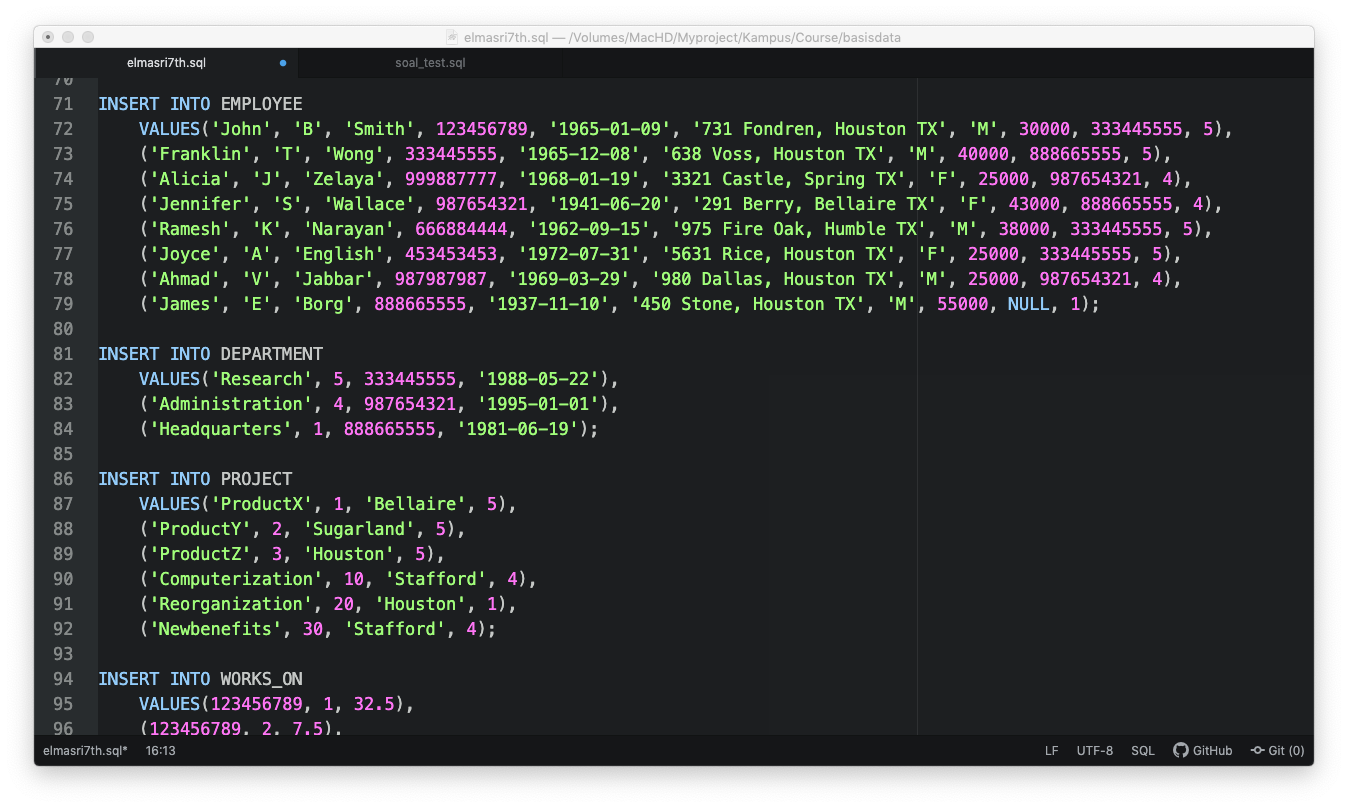 elmasri7th.sql — /Volumes/MacHD/Myproject/Kampus/Course/basisdata
elmasri7th.sql soal_test.sql
70
71 INSERT INTO EMPLOYEE
72 VALUES('John', 'B', 'Smith', 123456789, '1965-01-09', '731 Fondren, Houston TX', 'M', 30000, 333445555, 5),
73 ('Franklin', 'T', 'Wong', 333445555, '1965-12-08', '638 Voss, Houston TX', 'M', 40000, 888665555, 5),
74 ('Alicia', 'J', 'Zelaya', 999887777, '1968-01-19', '3321 Castle, Spring TX', 'F', 25000, 987654321, 4),
75 ('Jennifer', 'S', 'Wallace', 987654321, '1941-06-20', '291 Berry, Bellaire TX', 'F', 43000, 888665555, 4),
76 ('Ramesh', 'K', 'Narayan', 666884444, '1962-09-15', '975 Fire Oak, Humble TX', 'M', 38000, 333445555, 5),
77 ('Joyce', 'A', 'English', 453453453, '1972-07-31', '5631 Rice, Houston TX', 'F', 25000, 333445555, 5),
78 ('Ahmad', 'V', 'Jabbar', 987987987, '1969-03-29', '980 Dallas, Houston TX', 'M', 25000, 987654321, 4),
79 ('James', 'E', 'Borg', 888665555, '1937-11-10', '450 Stone, Houston TX', 'M', 55000, NULL, 1);
80
81 INSERT INTO DEPARTMENT
82 VALUES('Research', 5, 333445555, '1988-05-22'),
83 ('Administration', 4, 987654321, '1995-01-01'),
84 ('Headquarters', 1, 888665555, '1981-06-19');
85
86 INSERT INTO PROJECT
87 VALUES('ProductX', 1, 'Bellaire', 5),
88 ('ProductY', 2, 'Sugarland', 5),
89 ('ProductZ', 3, 'Houston', 5),
90 ('Computerization', 10, 'Stafford', 4),
91 ('Reorganization', 20, 'Houston', 1),
92 ('Newbenefits', 30, 'Stafford', 4);
93
94 INSERT INTO WORKS_ON
95 VALUES(123456789, 1, 32.5),
96 (123456789, 2, 7.5),
elmasri7th.sql* 16:13 LF UTF-8 SQL GitHub Git (0)